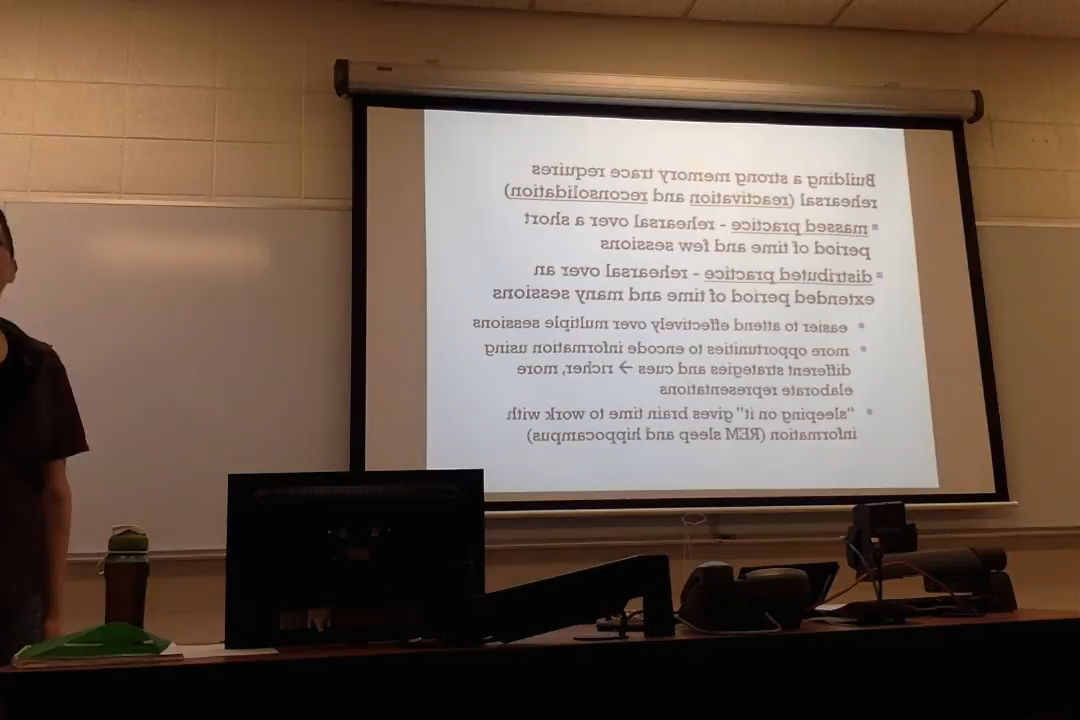 Building a strong memory trace requires
rehearsal (reactivation and reconsolidation)
▪ massed practice - rehearsal over a short
period of time and few sessions
▪ distributed practice - rehearsal over an
extended period of time and many sessions
▪ easier to attend effectively over multiple sessions
▪ more opportunities to encode information using
different strategies and cues → richer, more
elaborate representations
▪ "sleeping on it" gives brain time to work with
information (REM sleep and hippocampus)